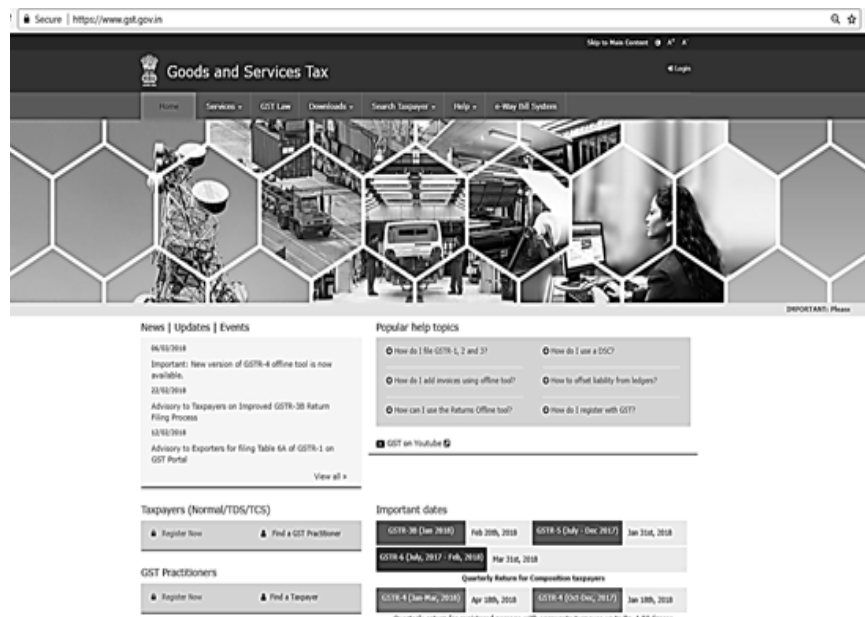 Secure | https://www.gst.gov.in
Skip to Main Content A+ A-
Goods and Services Tax
Login
Home Services GST Law Downloads Search Taxpayer Help e-Way Bill System
IMPORTANT: Please
News | Updates | Events
06/03/2018
Important: New version of GSTR-4 offline tool is now
available.
22/02/2018
Advisory to Taxpayers on Improved GSTR-3B Return
Filing Process
12/02/2018
Advisory to Exporters for filing Table 6A of GSTR-1 on
GST Portal
View all »
Popular help topics
How do I file GSTR-1, 2 and 3?
How do I use a DSC?
How do I add invoices using offline tool?
How to offset liability from ledgers?
How can I use the Returns Offline tool?
How do I register with GST?
GST on Youtube
Taxpayers (Normal/TDS/TCS)
Register Now Find a GST Practitioner
GST Practitioners
Register Now Find a Taxpayer
Important dates
GSTR-3B (Jan 2018) Feb 20th, 2018 GSTR-5 (July - Dec 2017) Jan 31st, 2018
GSTR-6 (July, 2017 - Feb, 2018) Mar 31st, 2018
Quarterly Return for Composition taxpayers
GSTR-4 (Jan-Mar, 2018) Apr 18th, 2018 GSTR-4 (Oct-Dec, 2017) Jan 18th, 2018